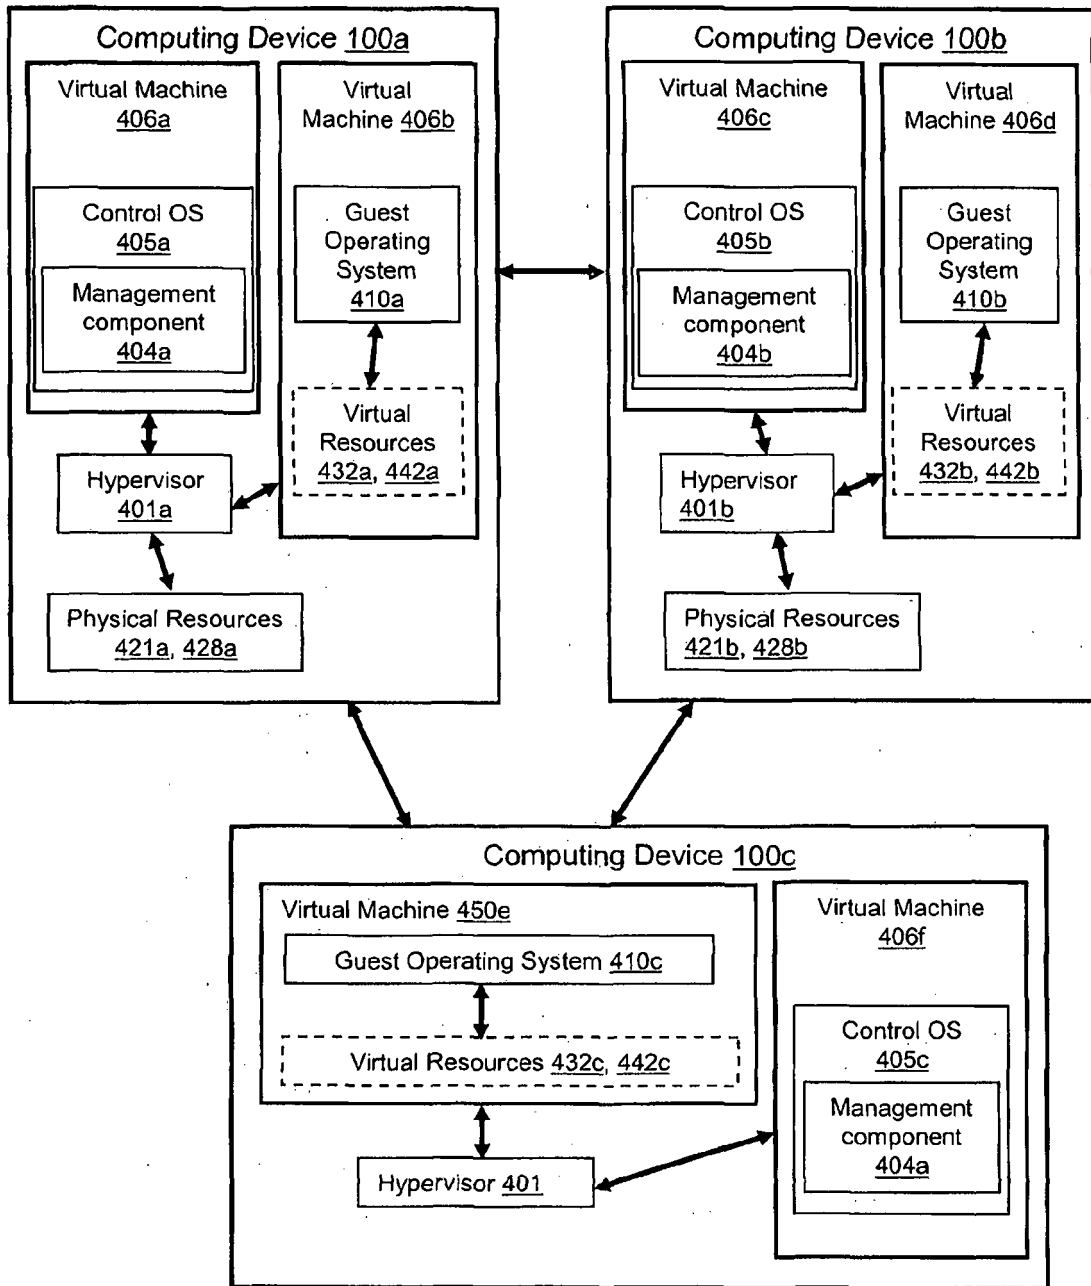 Computing Device 100a
Virtual Machine
406a
Control OS
405a
Management
component
404a
Virtual
Machine 406b
Guest
Operating
System
410a
Virtual
Resources
432a, 442a
Hypervisor
401a
Physical Resources
421a, 428a
Computing Device 100b
Virtual Machine
406c
Control OS
405b
Management
component
404b
Virtual
Machine 406d
Guest
Operating
System
410b
Virtual
Resources
432b, 442b
Hypervisor
401b
Physical Resources
421b, 428b
Computing Device 100c
Virtual Machine 450e
Guest Operating System 410c
Virtual Resources 432c, 442c
Hypervisor 401
Virtual Machine
406f
Control OS
405c
Management
component
404a